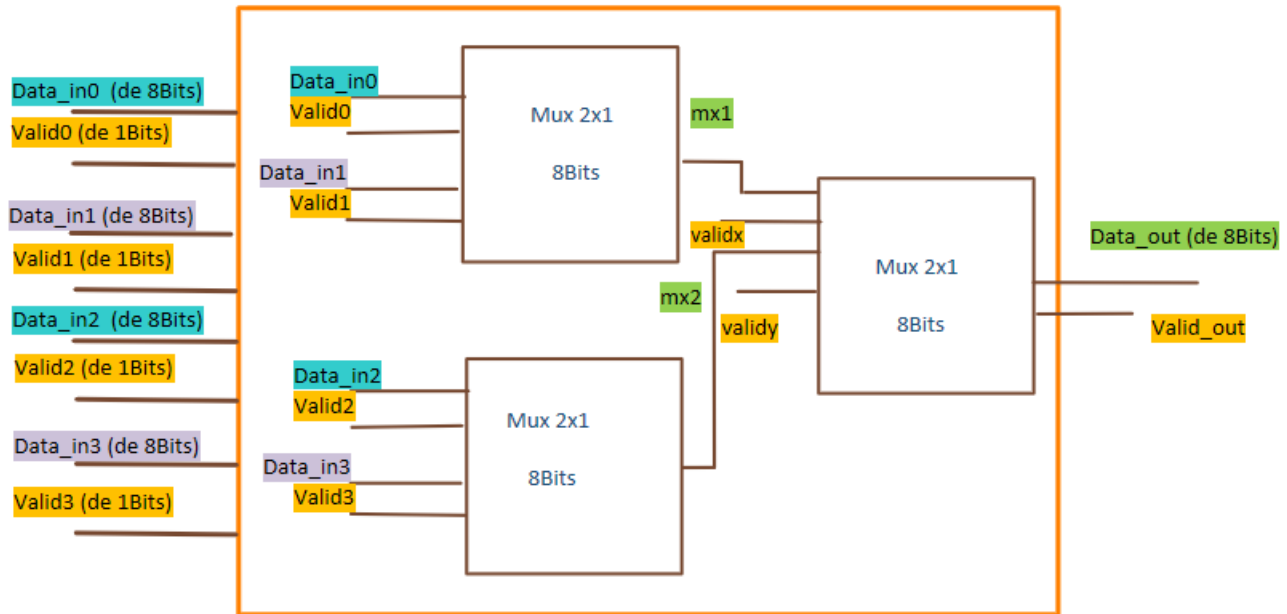 Data_in0  (de 8Bits)
Valid0 (de 1Bits)
Data_in1 (de 8Bits)
Valid1 (de 1Bits)
Data_in2  (de 8Bits)
Valid2 (de 1Bits)
Data_in3 (de 8Bits)
Valid3 (de 1Bits)
Data_in0
Valid0
Data_in1
Valid1
Mux 2x1
8Bits
mx1
Data_in2
Valid2
Data_in3
Valid3
Mux 2x1
8Bits
mx2
validx
validy
Mux 2x1
8Bits
Data_out (de 8Bits)
Valid_out